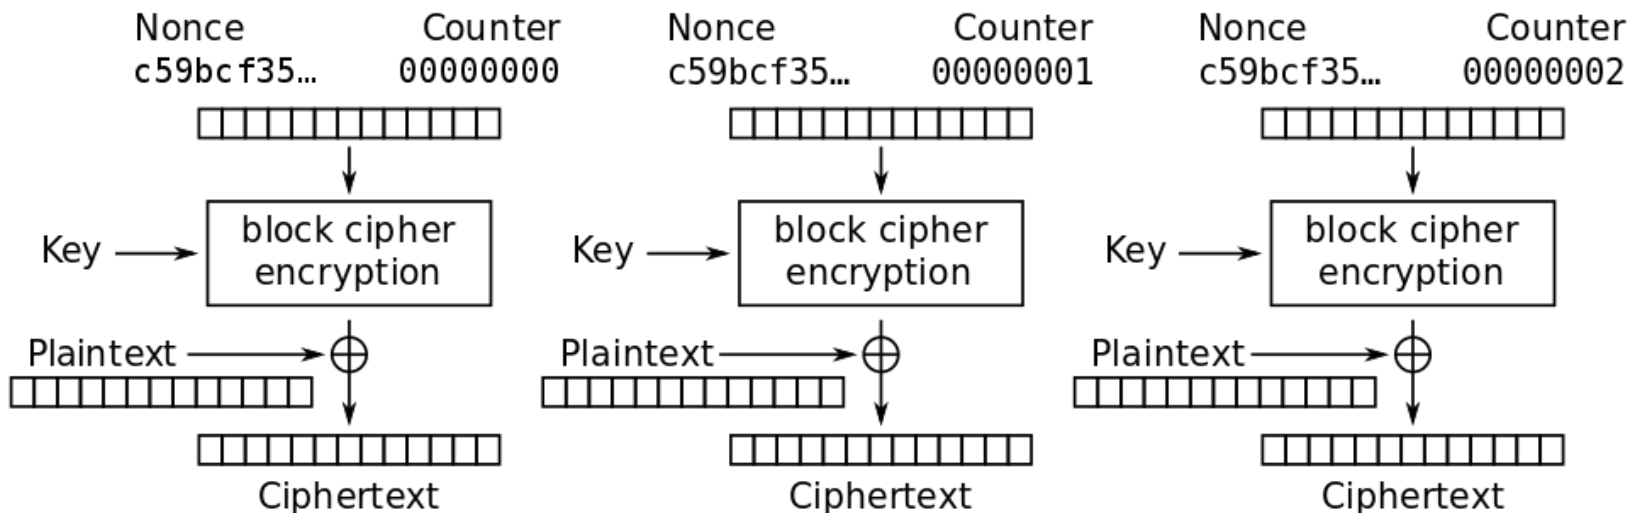 Nonce Counter Nonce Counter Nonce Counter
c59bcf35… 00000000 c59bcf35… 00000001 c59bcf35… 00000002
block cipher block cipher block cipher
Key Key Key
encryption encryption encryption
Plaintext Plaintext Plaintext
Ciphertext Ciphertext Ciphertext